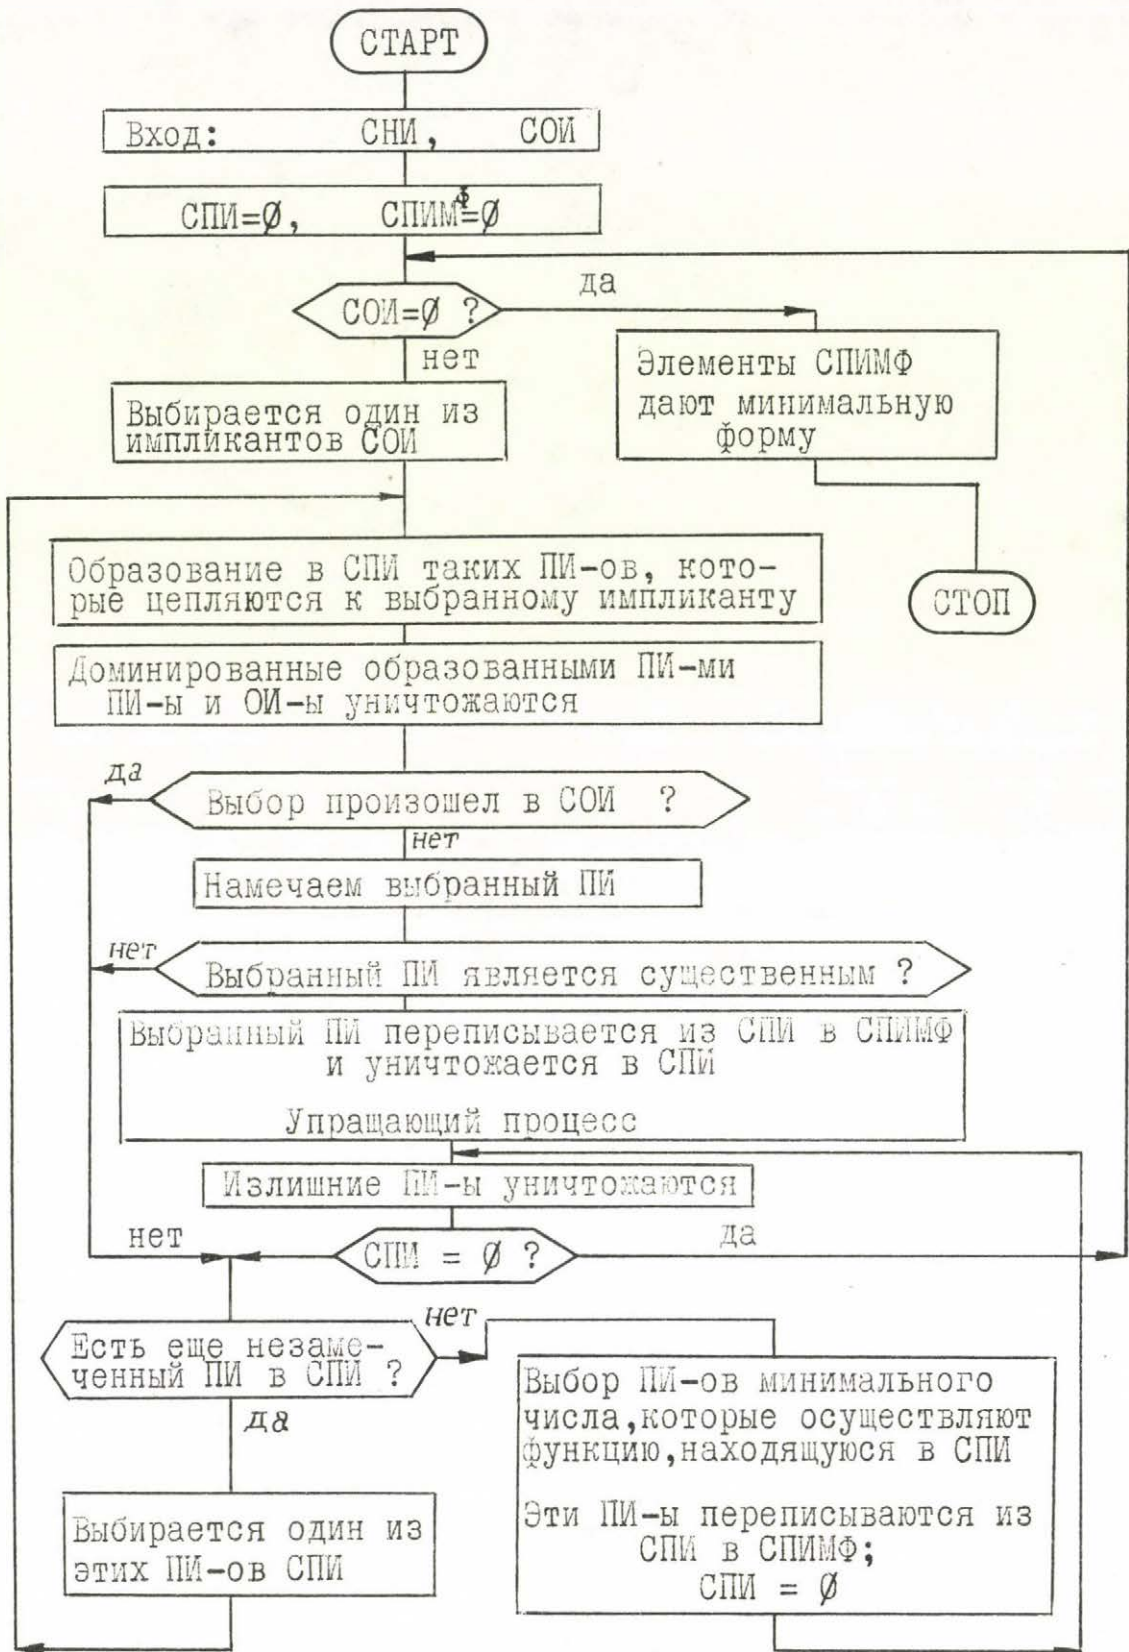 СТАРТ
Вход: СНИ, СОИ
СПИ=Ø, СПИМФ=Ø
СОИ=Ø ?
да
нет
Элементы СПИМФ
дают минимальную
форму
Выбирается один из
импликантов СОИ
Образование в СПИ таких ПИ-ов, кото-
рые цепляются к выбранному импликанту
СТОП
Доминированные образованными ПИ-ми
ПИ-ы и ОИ-ы уничтожаются
да
Выбор произошел в СОИ ?
нет
Намечаем выбранный ПИ
нет
Выбранный ПИ является существенным ?
Выбранный ПИ переписывается из СПИ в СПИМФ
и уничтожается в СПИ
Упращающий процесс
Излишние ПИ-ы уничтожаются
нет
СПИ = Ø ?
да
Есть еще незаме-
ченный ПИ в СПИ ?
нет
да
Выбор ПИ-ов минимального
числа,которые осуществляют
функцию,находящуюся в СПИ
Эти ПИ-ы переписываются из
СПИ в СПИМФ;
СПИ = Ø
Выбирается один из
этих ПИ-ов СПИ